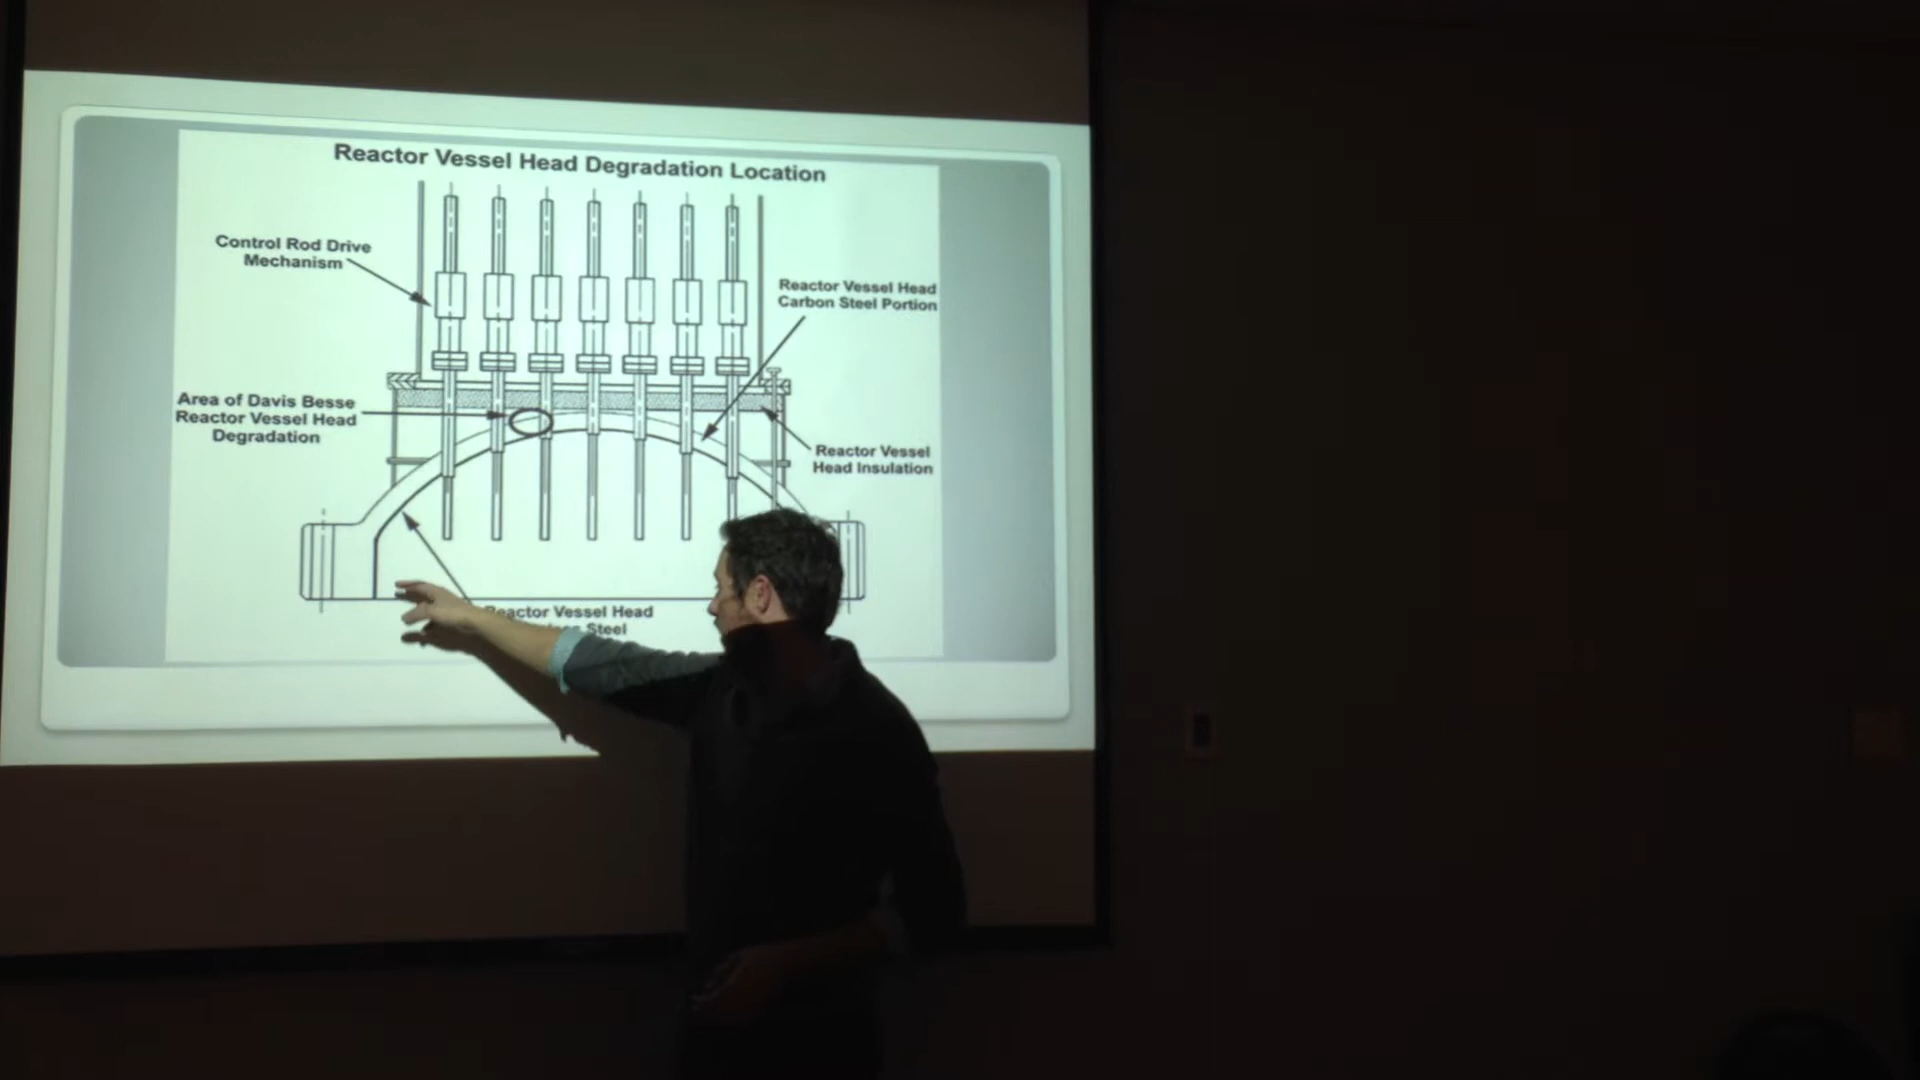 Reactor Vessel Head Degradation Location
Control Rod Drive
Mechanism
Reactor Vessel Head
Carbon Steel Portion
Area of Davis Besse
Reactor Vessel Head
Degradation
Reactor Vessel
Head Insulation
Reactor Vessel Head
Steel